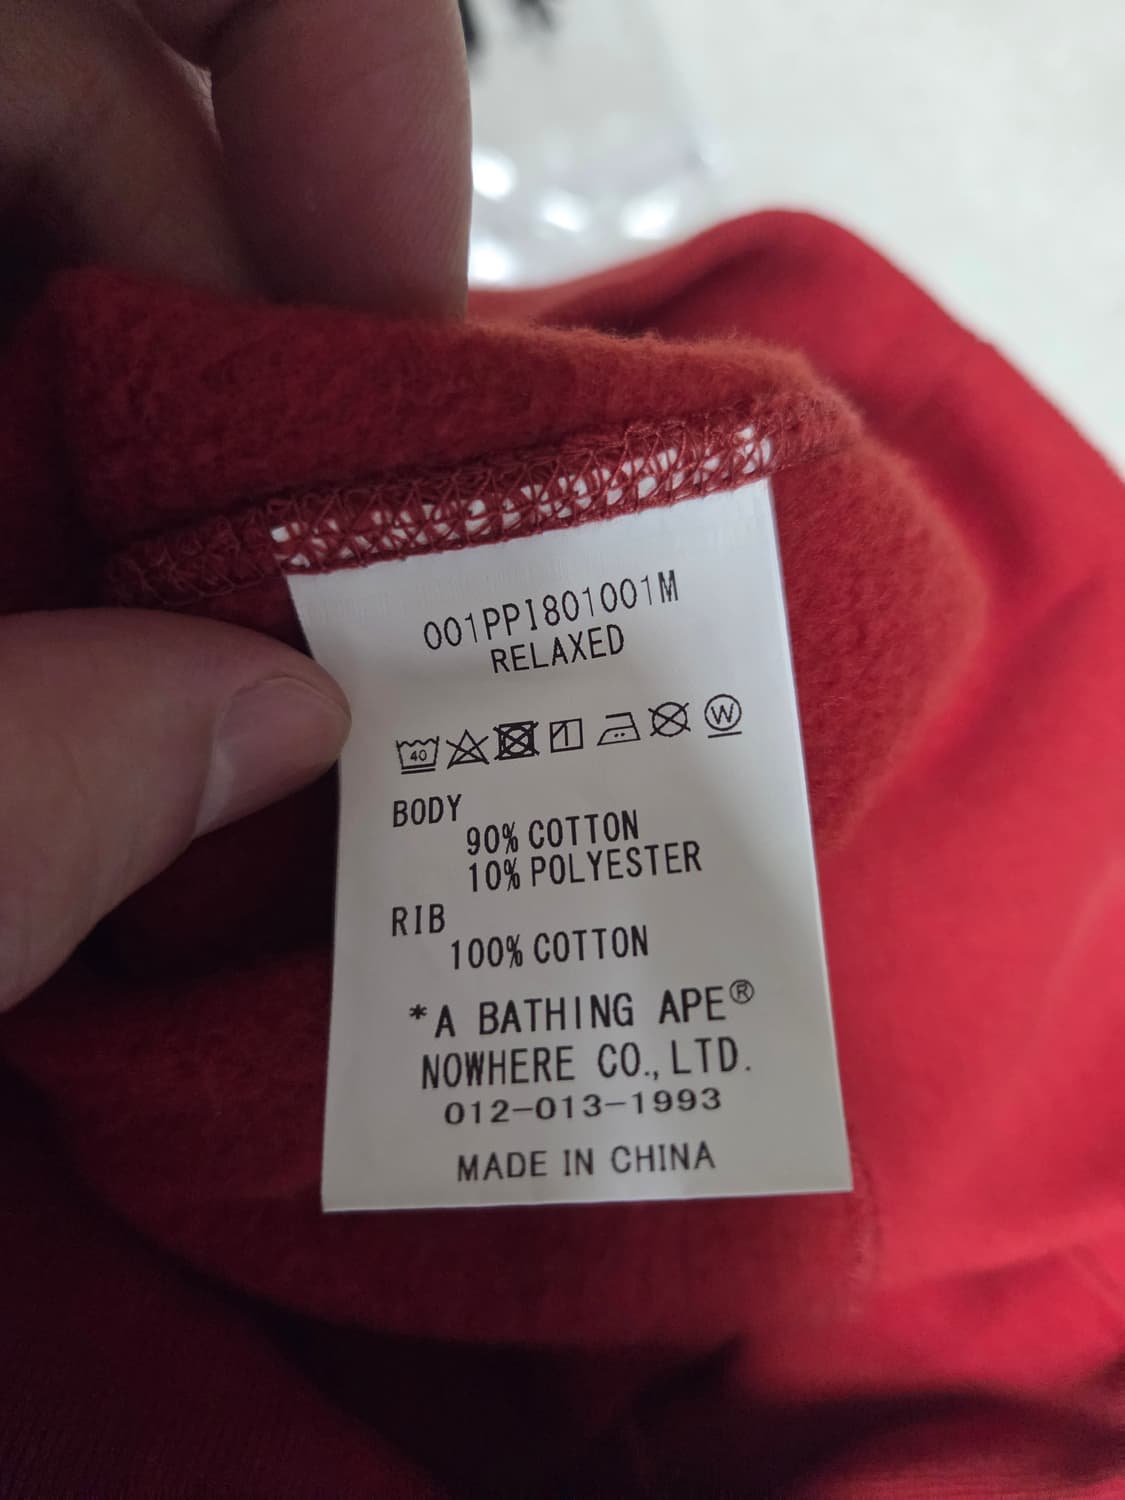 001PPI801001M
RELAXED
40 W
BODY
90% COTTON
10% POLYESTER
RIB
100% COTTON
*A BATHING APE®
NOWHERE CO., LTD.
012-013-1993
MADE IN CHINA